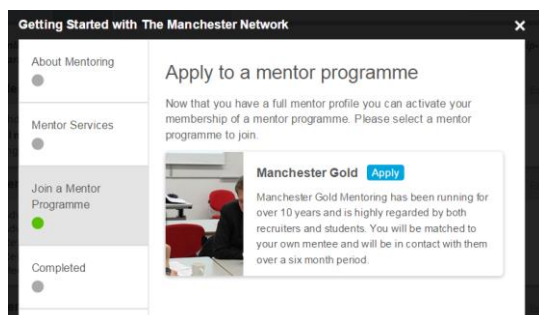 Getting Started with The Manchester Network ×
About Mentoring
Mentor Services
Join a Mentor
Programme
Completed
Apply to a mentor programme
Now that you have a full mentor profile you can activate your
membership of a mentor programme. Please select a mentor
programme to join.
Manchester Gold Apply
Manchester Gold Mentoring has been running for
over 10 years and is highly regarded by both
recruiters and students. You will be matched to
your own mentee and will be in contact with them
over a six month period.